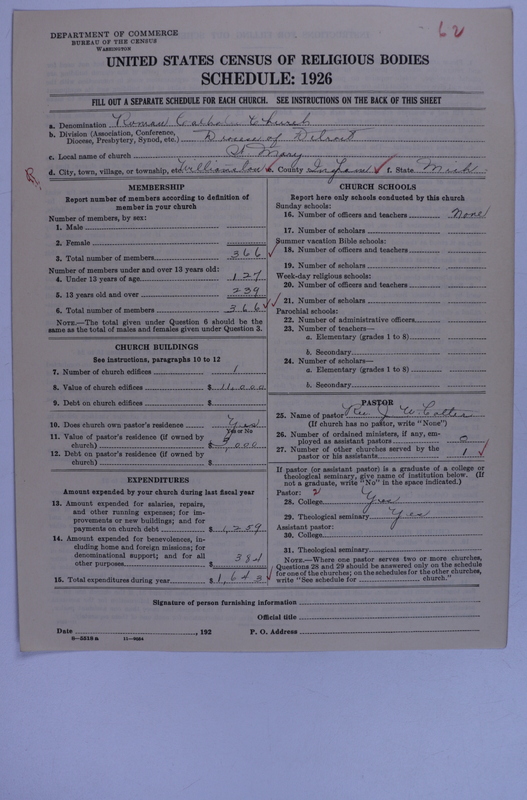 62
DEPARTMENT OF COMMERCE
BUREAU OF THE CENSUS
WASHINGTON
UNITED STATES CENSUS OF RELIGIOUS BODIES
SCHEDULE: 1926
FILL OUT A SEPARATE SCHEDULE FOR EACH CHURCH. SEE INSTRUCTIONS ON THE BACK OF THIS SHEET
a. Denomination Roman Catholic Church
b. Division (Association, Conference, Diocese, Presbytery, Synod, etc.) Diocese of Detroit
c. Local name of church St. Mary
d. City, town, village, or township, etc. Williamston e. County Ingham f. State Mich
MEMBERSHIP
Report number of members according to definition of member in your church
Number of members, by sex:
1. Male
2. Female
3. Total number of members 366
Number of members under and over 13 years old:
4. Under 13 years of age 127
5. 13 years old and over 239
6. Total number of members 366
NOTE.—The total given under Question 6 should be the same as the total of males and females given under Question 3.
CHURCH BUILDINGS
See instructions, paragraphs 10 to 12
7. Number of church edifices 1
8. Value of church edifices $ 11,000
9. Debt on church edifices $
10. Does church own pastor's residence Yes
Yes or No
11. Value of pastor's residence (if owned by church) $ ,000
12. Debt on pastor's residence (if owned by church) $
EXPENDITURES
Amount expended by your church during last fiscal year
13. Amount expended for salaries, repairs, and other running expenses; for improvements or new buildings; and for payments on church debt $ 1,259
14. Amount expended for benevolences, including home and foreign missions; for denominational support; and for all other purposes $ 384
15. Total expenditures during year $ 1,643
CHURCH SCHOOLS
Report here only schools conducted by this church
Sunday schools:
16. Number of officers and teachers None
17. Number of scholars
Summer vacation Bible schools:
18. Number of officers and teachers
19. Number of scholars
Week-day religious schools:
20. Number of officers and teachers
21. Number of scholars
Parochial schools:
22. Number of administrative officers
23. Number of teachers—
a. Elementary (grades 1 to 8)
b. Secondary
24. Number of scholars—
a. Elementary (grades 1 to 8)
b. Secondary
PASTOR
25. Name of pastor Rev J. W. Cotter
(If church has no pastor, write "None")
26. Number of ordained ministers, if any, employed as assistant pastors 0
27. Number of other churches served by the pastor or his assistants 1
If pastor (or assistant pastor) is a graduate of a college or theological seminary, give name of institution below. (If not a graduate, write "No" in the space indicated.)
Pastor: 2
28. College Yes
29. Theological seminary Yes
Assistant pastor:
30. College
31. Theological seminary
NOTE.—Where one pastor serves two or more churches, Questions 28 and 29 should be answered only on the schedule for one of the churches; on the schedules for the other churches, write "See schedule for church."
Signature of person furnishing information
Official title
Date , 192 P. O. Address
8—5518a 11—9034